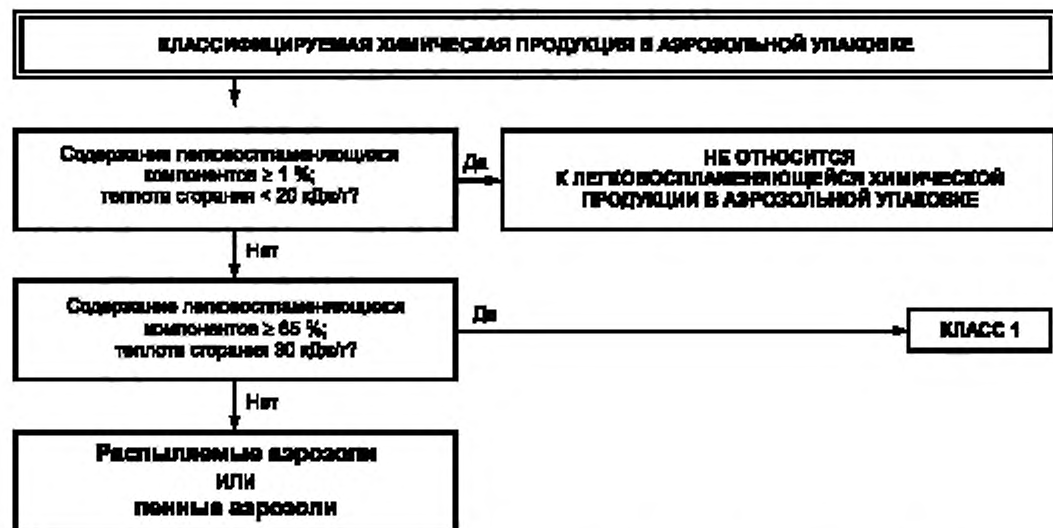 КЛАССИФИЦИРУЕМАЯ ХИМИЧЕСКАЯ ПРОДУКЦИЯ В АЭРОЗОЛЬНОЙ УПАКОВКЕ
Содержание легковоспламеняющихся
компонентов ≥ 1 %;
теплота сгорания < 20 кДж/г?
Да
НЕ ОТНОСИТСЯ
К ЛЕГКОВОСПЛАМЕНЯЮЩЕЙСЯ ХИМИЧЕСКОЙ
ПРОДУКЦИИ В АЭРОЗОЛЬНОЙ УПАКОВКЕ
Нет
Содержание легковоспламеняющихся
компонентов ≥ 85 %;
теплота сгорания 30 кДж/г?
Да
КЛАСС 1
Нет
Распыляемые аэрозоли
или
пенные аэрозоли